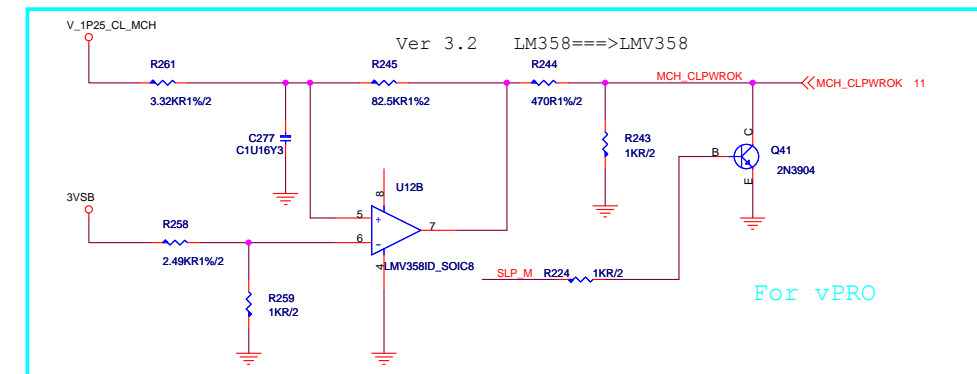 V_1P25_CL_MCH
Ver 3.2 LM358===>LMV358
R261
R245
R244
MCH_CLPWROK
MCH_CLPWROK 11
3.32KR1%/2
82.5KR1%2
470R1%/2
C277
C1U16Y3
R243
1KR/2
C
B
E
Q41
2N3904
U12B
8
3VSB
R258
5
+
7
6
-
2.49KR1%/2
4
LMV358ID_SOIC8
SLP_M
R224
1KR/2
R259
1KR/2
For vPRO